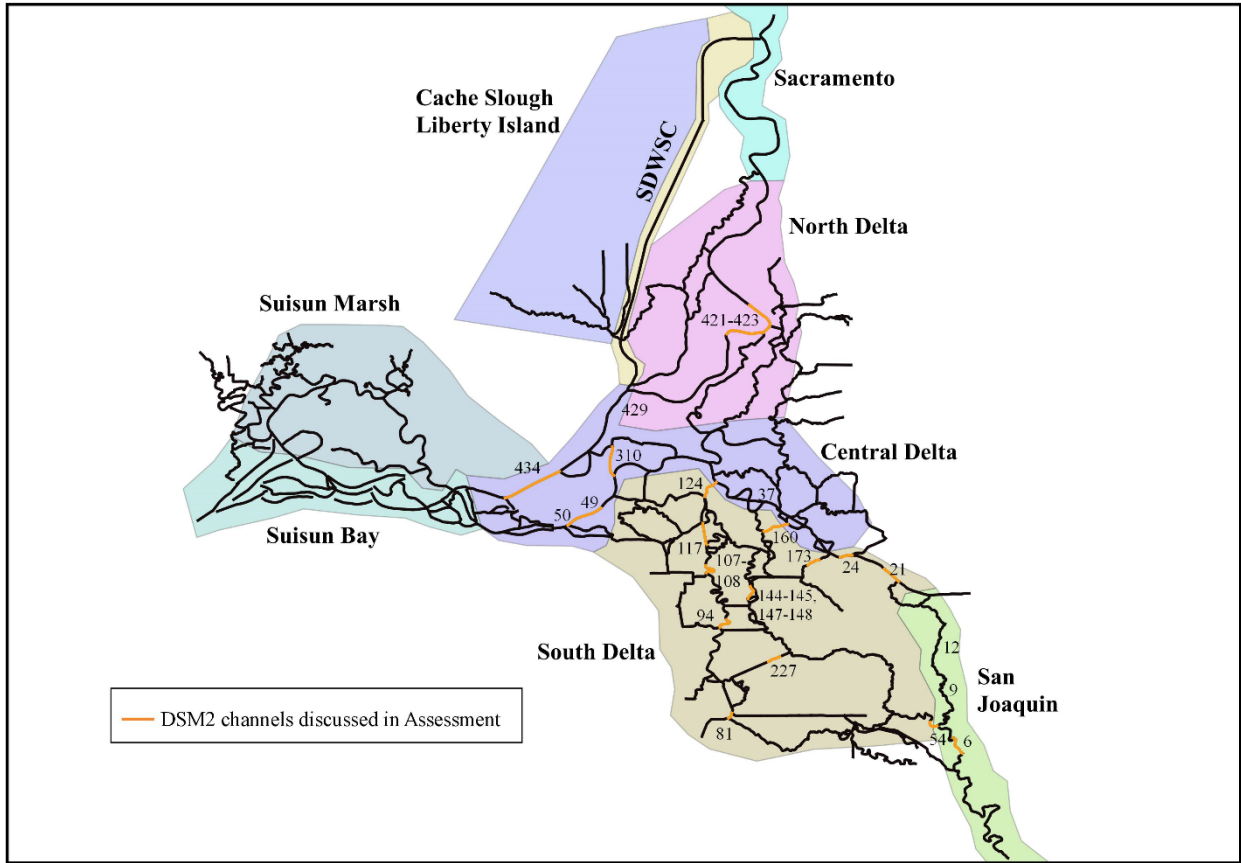 Sacramento
Cache Slough
Liberty Island
SDWSC
North Delta
421-423
Suisun Marsh
429
Central Delta
434
310
124
37
49
50
Suisun Bay
160
117
107-
108
173
24
21
144-145,
147-148
94
South Delta
12
227
San
Joaquin
9
DSM2 channels discussed in Assessment
81
54
6